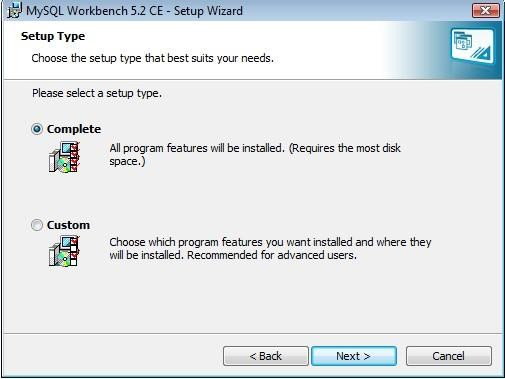 MySQL Workbench 5.2 CE - Setup Wizard
Setup Type
Choose the setup type that best suits your needs.
Please select a setup type.
Complete
All program features will be installed. (Requires the most disk
space.)
Custom
Choose which program features you want installed and where they
will be installed. Recommended for advanced users.
< Back
Next >
Cancel